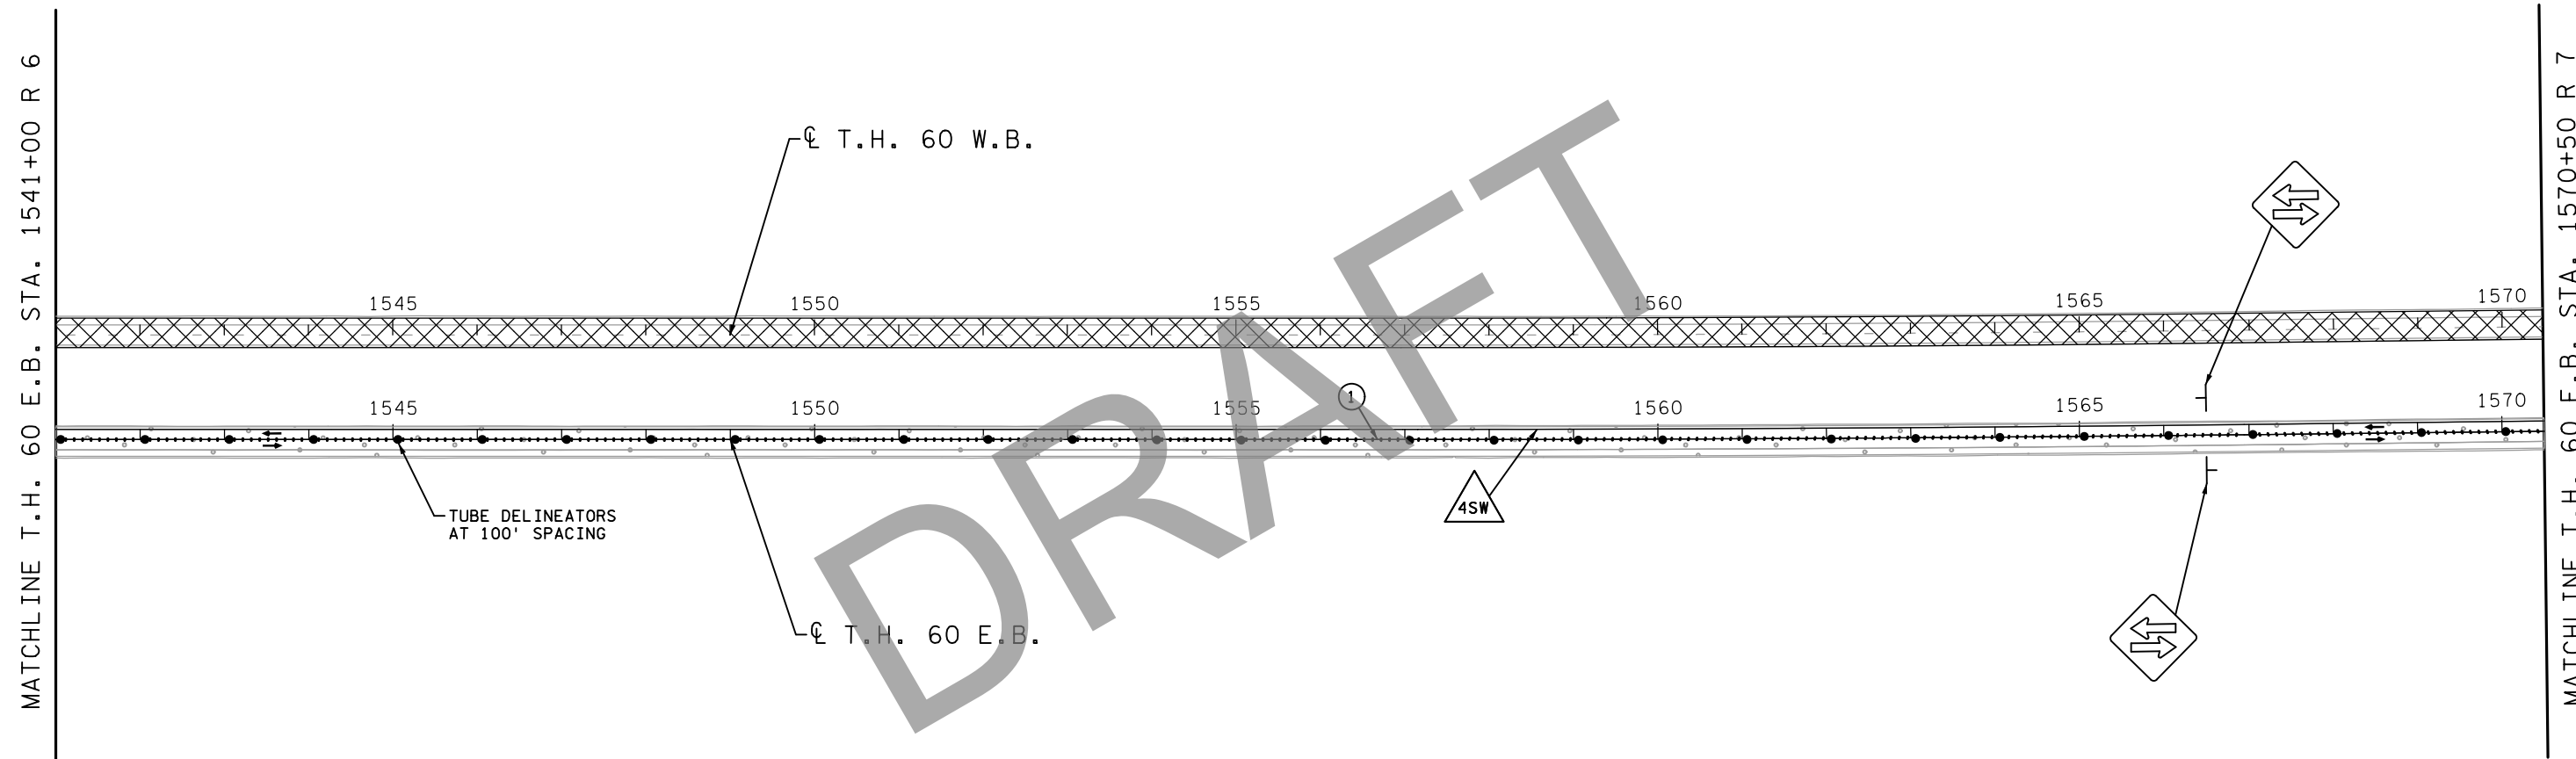 MATCHLINE T.H. 60 E.B. STA. 1541+00 R 6
℄ T.H. 60 W.B.
1545 1550 1555 1560 1565 1570
1545 1550 1555 1560 1565 1570
1
TUBE DELINEATORS
AT 100' SPACING
4SW
℄ T.H. 60 E.B.
DRAFT
MATCHLINE T.H. 60 E.B. STA. 1570+50 R 7